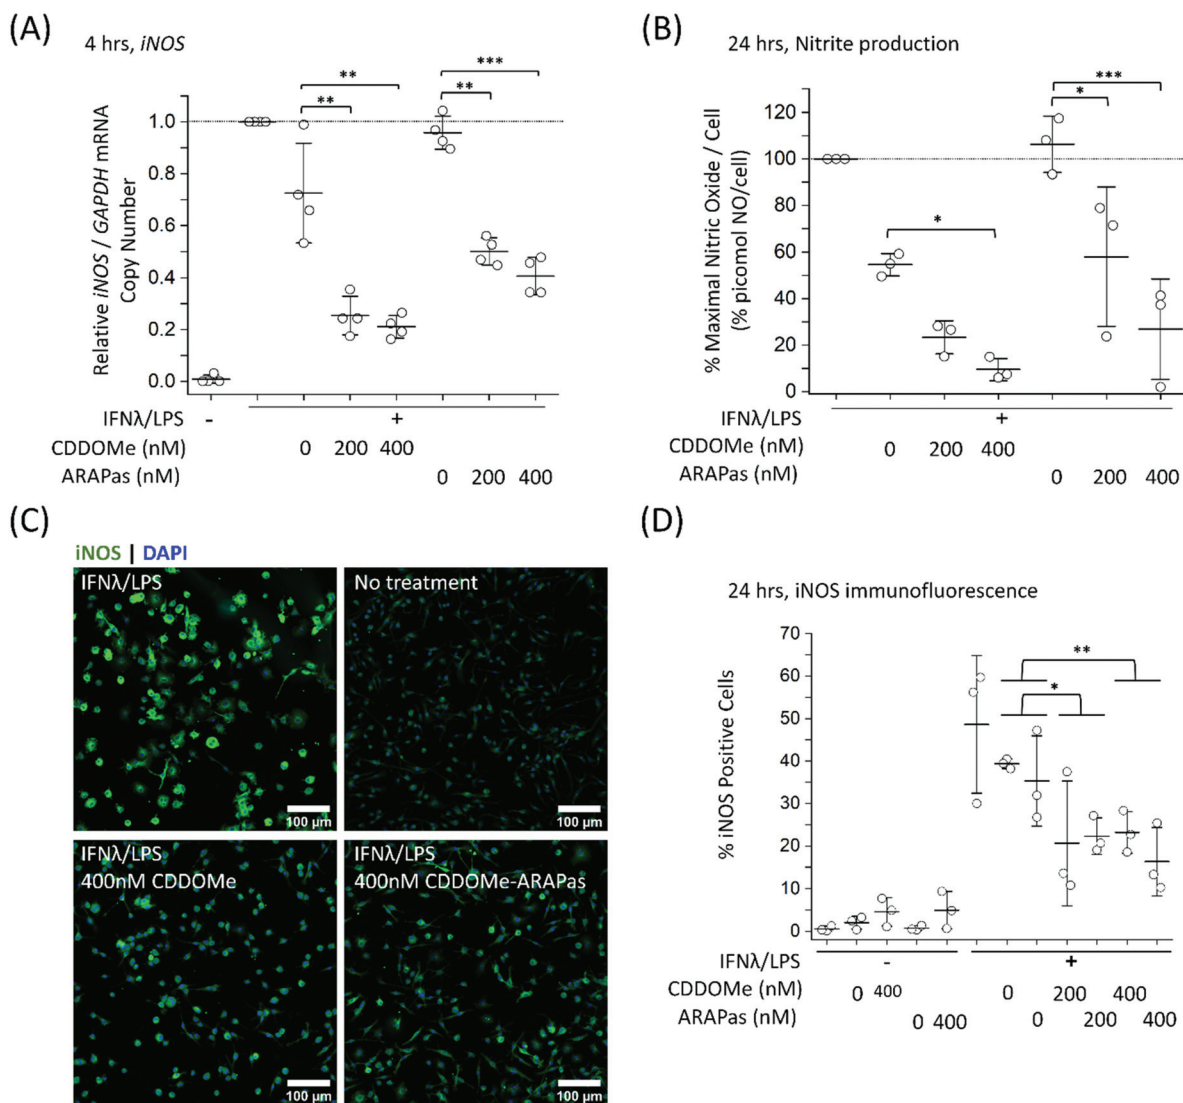 (A)
4 hrs, iNOS
** ***
** **
Relative iNOS / GAPDH mRNA
Copy Number
1.0
0.8
0.6
0.4
0.2
0.0
IFNλ/LPS - +
CDDOMe (nM) 0 200 400
ARAPas (nM) 0 200 400
(B)
24 hrs, Nitrite production
***
*
*
% Maximal Nitric Oxide / Cell
(% picomol NO/cell)
120
100
80
60
40
20
0
IFNλ/LPS +
CDDOMe (nM) 0 200 400
ARAPas (nM) 0 200 400
(C)
iNOS | DAPI
IFNλ/LPS
100 µm
No treatment
100 µm
IFNλ/LPS
400nM CDDOMe
100 µm
IFNλ/LPS
400nM CDDOMe-ARAPas
100 µm
(D)
24 hrs, iNOS immunofluorescence
**
*
% iNOS Positive Cells
70
60
50
40
30
20
10
0
IFNλ/LPS - +
CDDOMe (nM) 0 400 0 200 400
ARAPas (nM) 0 400 0 200 400